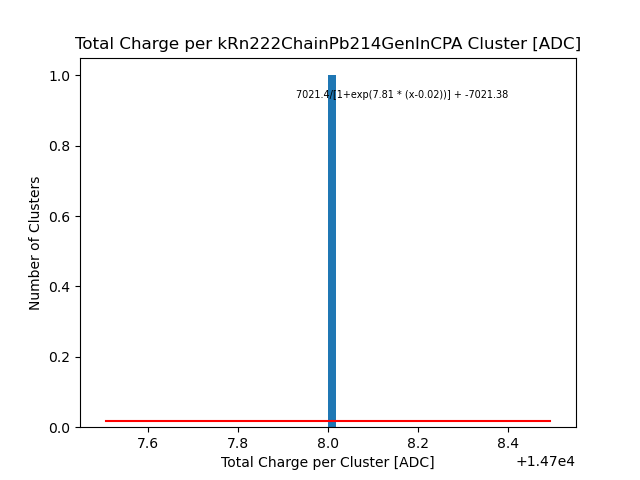 Total Charge per kRn222ChainPb214GenInCPA Cluster [ADC]
1.0
7021.4/[1+exp(7.81 * (x-0.02))] + -7021.38
0.8
0.6
0.4
0.2
0.0
Number of Clusters
7.6 7.8 8.0 8.2 8.4
Total Charge per Cluster [ADC]
+1.47e4